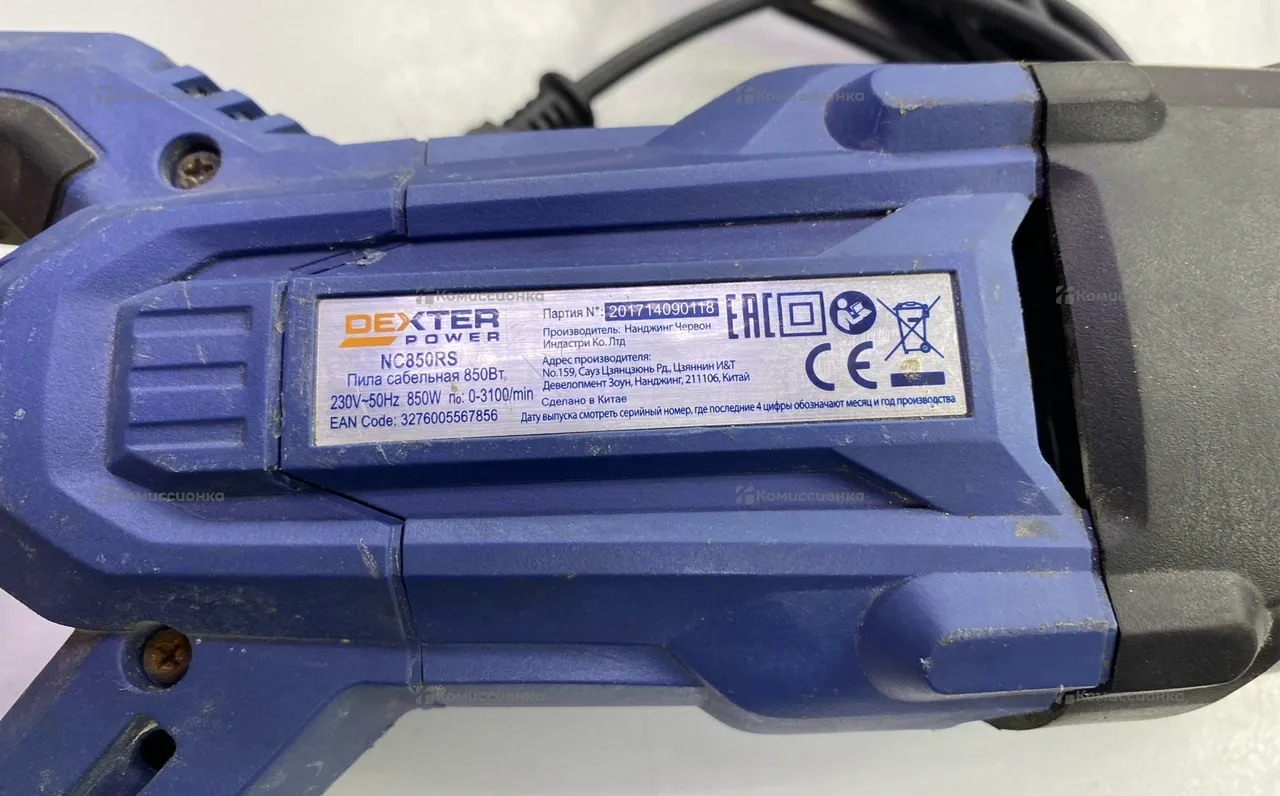 DEXTER
POWER
NC850RS
Пила сабельная 850Вт,
230V~50Hz 850W n₀: 0-3100/min
EAN Code: 3276005567856
Партия N°: 201714090118
Производитель: Нанджинг Червон
Индастри Ко. Лтд
Адрес производителя:
No.159, Сауз Цзянцзюнь Рд., Цзяннин И&Т
Девелопмент Зоун, Нанджинг, 211106, Китай
Сделано в Китае
Дату выпуска смотреть серийный номер, где последние 4 цифры обозначают месяц и год производства
EAC
CE
Комиссионка
Комиссионка
Комиссионка
Комиссионка
Комиссионка
Комиссионка
Комиссионка
Комиссионка